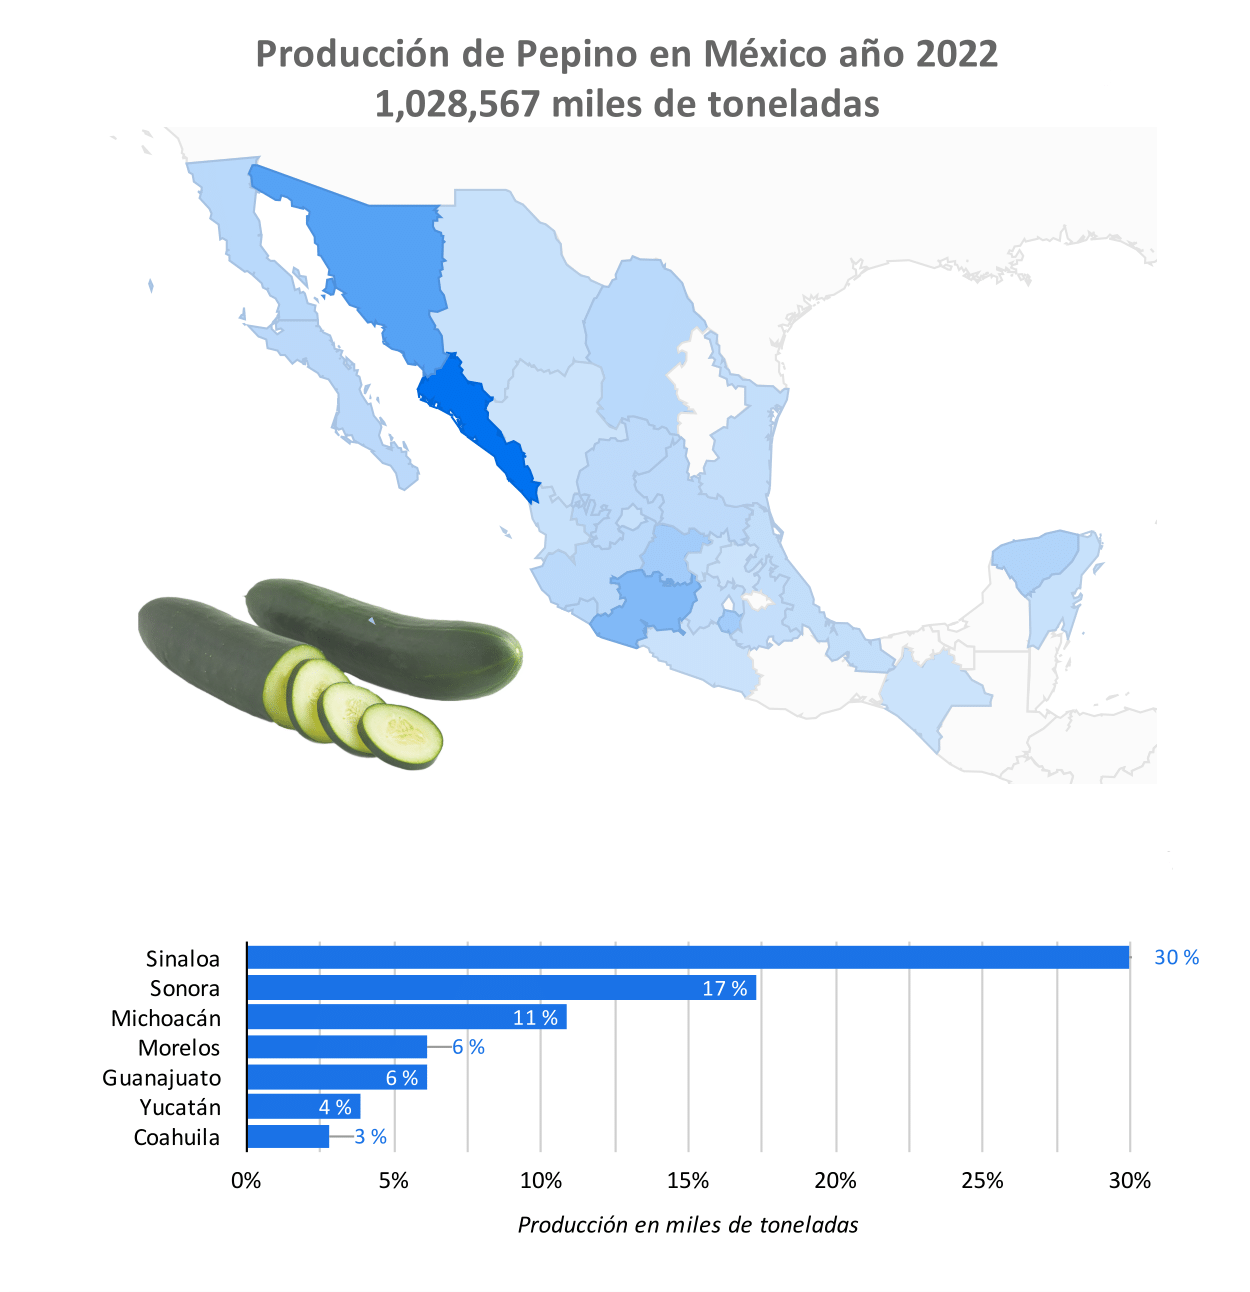 Producción de Pepino en México año 2022
1,028,567 miles de toneladas
Sinaloa 30 %
Sonora 17 %
Michoacán 11 %
Morelos 6 %
Guanajuato 6 %
Yucatán 4 %
Coahuila 3 %
0% 5% 10% 15% 20% 25% 30%
Producción en miles de toneladas